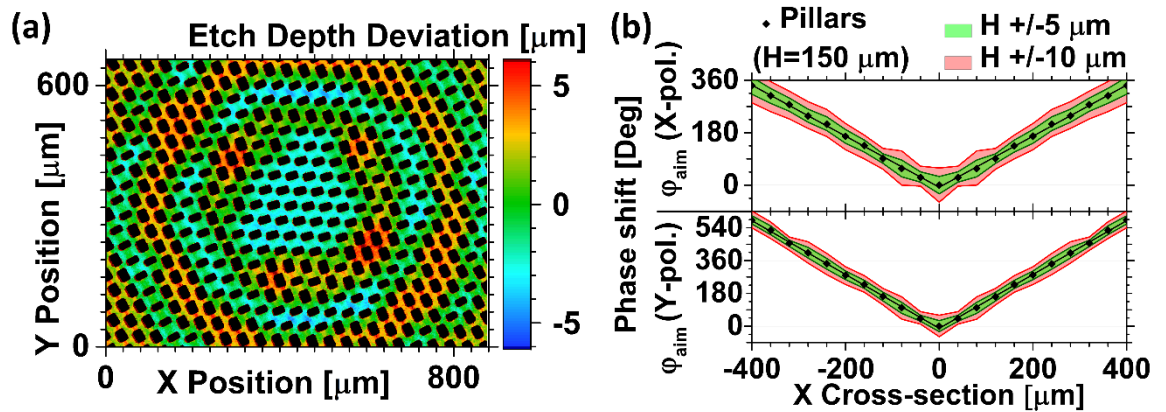 (a)
Etch Depth Deviation [μm]
Y Position [μm]
600
0
0
800
X Position [μm]
5
0
-5
(b)
Pillars
(H=150 μm)
H +/-5 μm
H +/-10 μm
Phase shift [Deg]
φaim (X-pol.)
360
180
0
φaim (Y-pol.)
540
360
180
0
-400
-200
0
200
400
X Cross-section [μm]